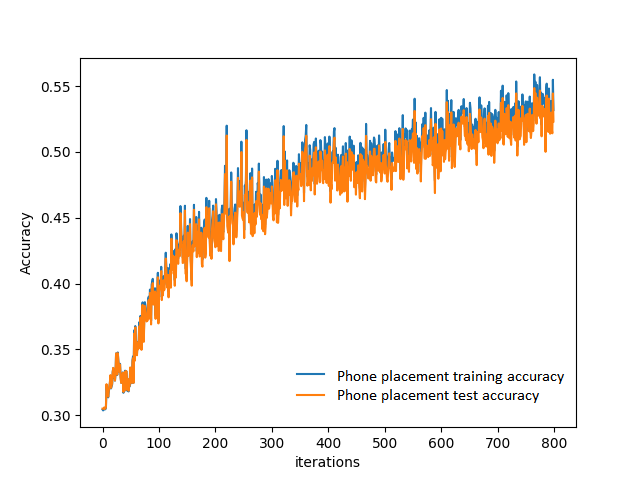 0.55
0.50
0.45
0.40
0.35
0.30
Accuracy
Phone placement training accuracy
Phone placement test accuracy
0 100 200 300 400 500 600 700 800
iterations